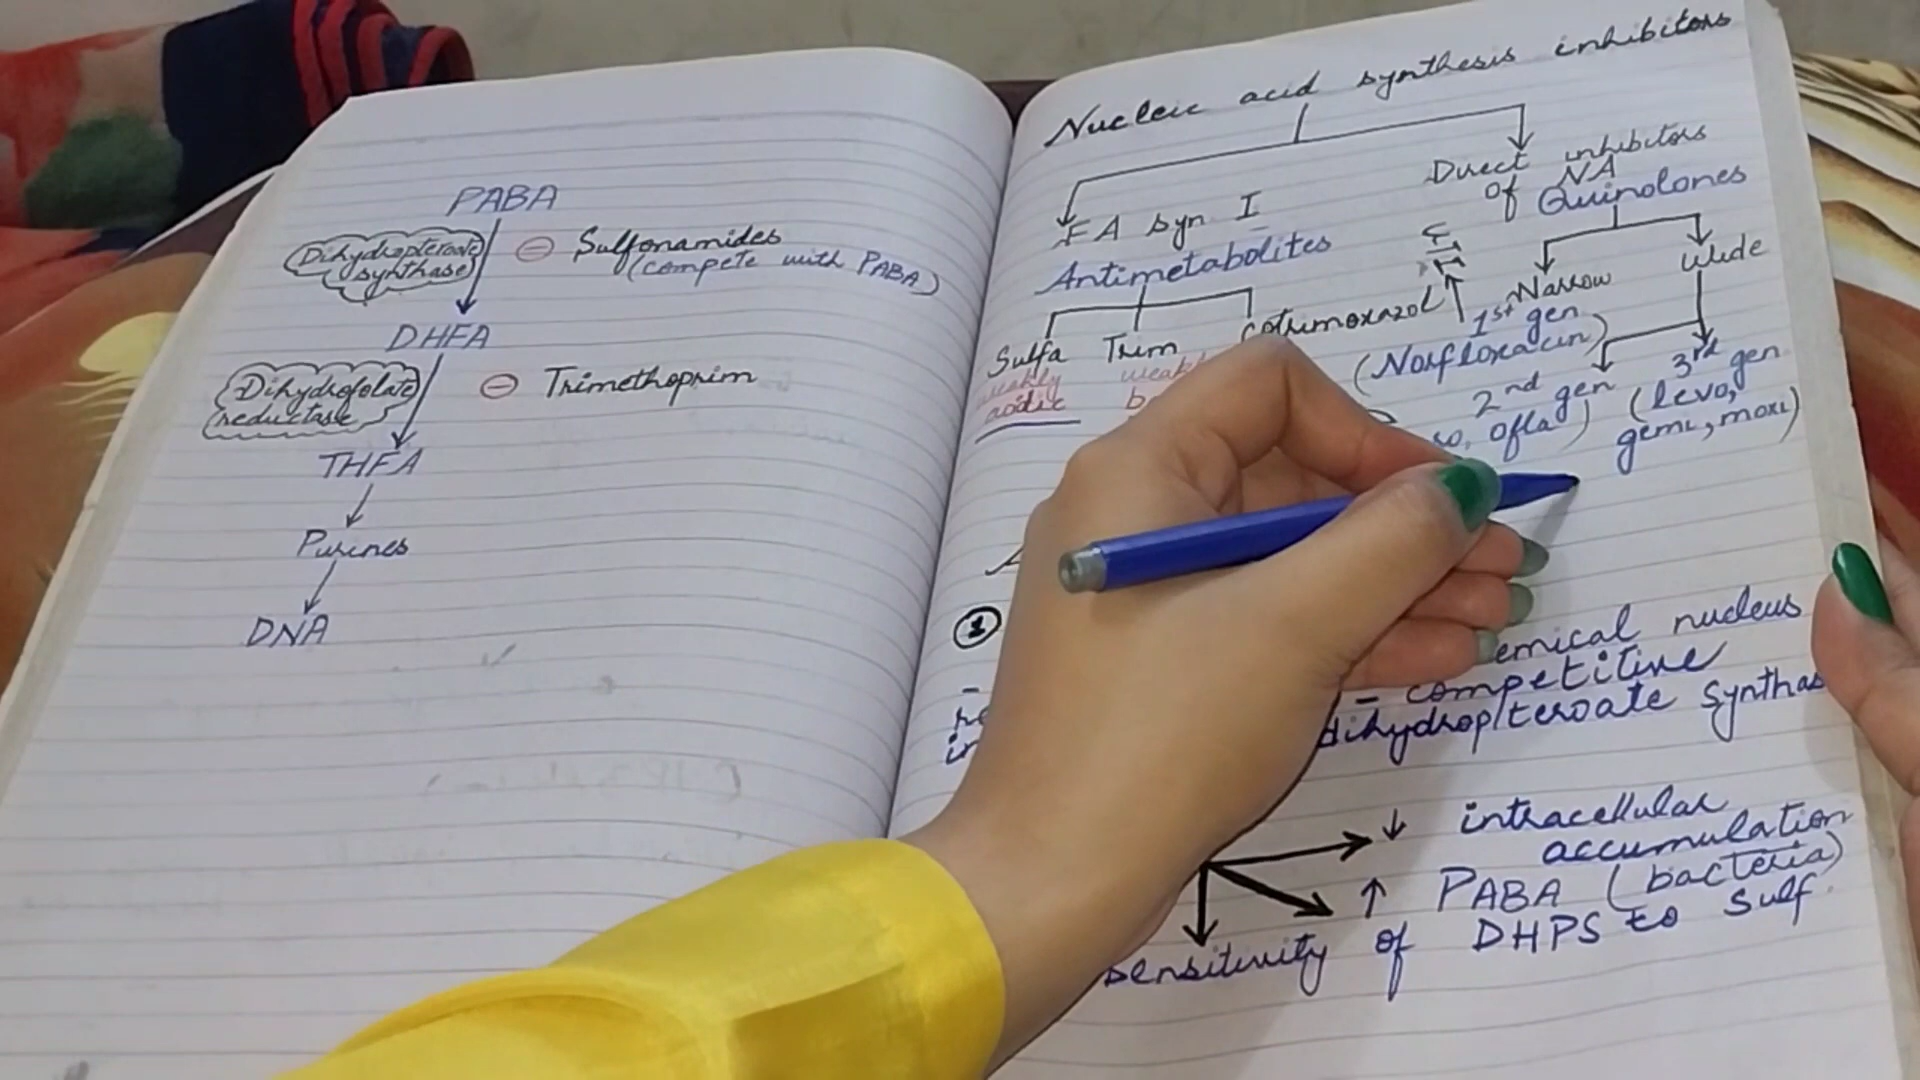 PABA
Dihydropteroate
synthase
Sulfonamides
(compete with PABA)
DHFA
Dihydrofolate
reductase
Trimethoprim
THFA
Purines
DNA
Nucleic acid synthesis inhibitors
FA syn I
Antimetabolites
Sulfa Trim Cotrimoxazol
weakly
acidic
Direct inhibitors
of NA
Quinolones
Narrow Wide
1st gen
(Norfloxacin)
2nd gen
ofla)
3rd gen
(levo,
gemi, moxi)
①
nucleus
- competitive
dihydropteroate
↓ intracellular
accumulation
↑ PABA (bacteria)
sensitivity of DHPS to sulf.